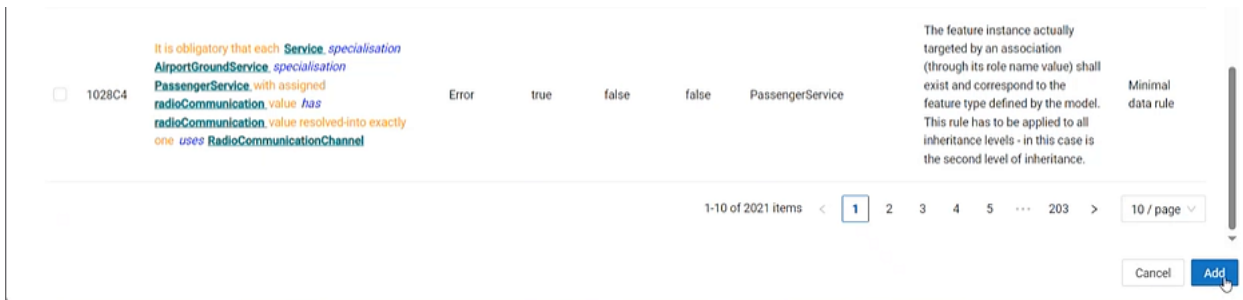 It is obligatory that each Service specialisation
AirportGroundService specialisation
PassengerService with assigned
radioCommunication value has
radioCommunication value resolved-into exactly
one uses RadioCommunicationChannel
1028C4
Error
true
false
false
PassengerService
The feature instance actually
targeted by an association
(through its role name value) shall
exist and correspond to the
feature type defined by the model.
This rule has to be applied to all
inheritance levels - in this case is
the second level of inheritance.
Minimal
data rule
1-10 of 2021 items < 1 2 3 4 5 ••• 203 > 10 / page
Cancel Add